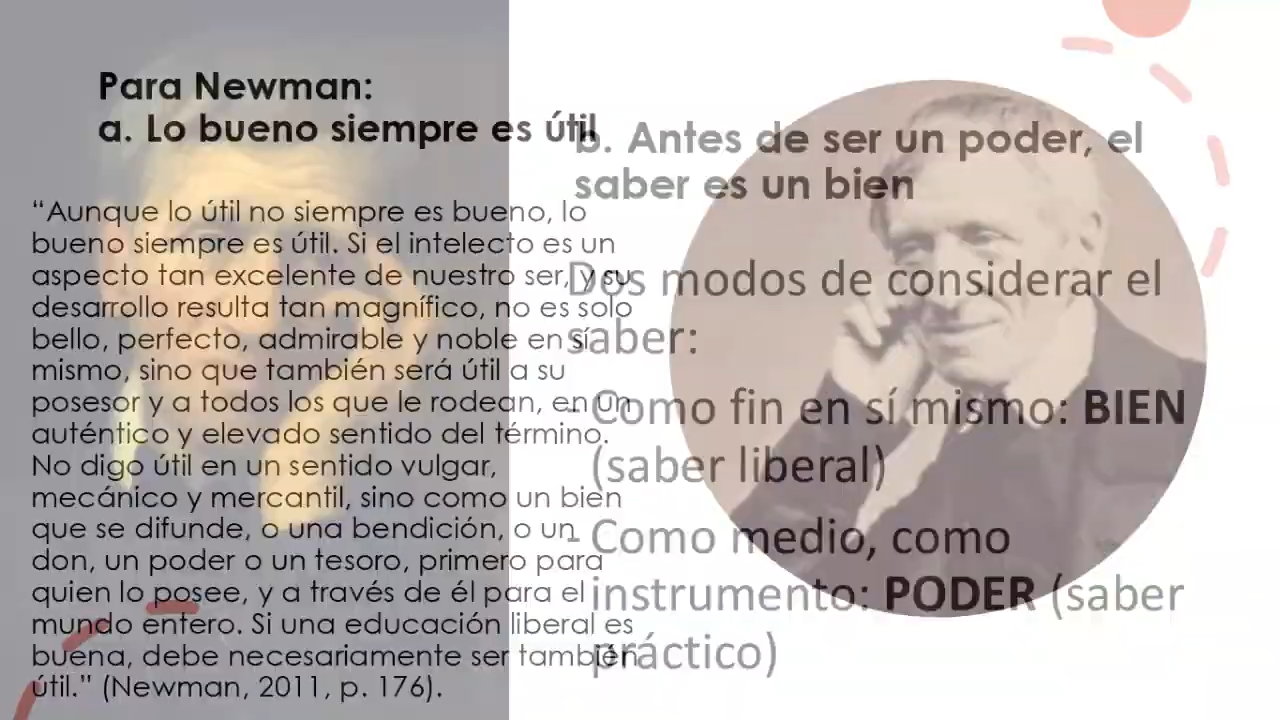 Para Newman:
a. Lo bueno siempre es útil
“Aunque lo útil no siempre es bueno, lo
bueno siempre es útil. Si el intelecto es un
aspecto tan excelente de nuestro ser, y su
desarrollo resulta tan magnífico, no es solo
bello, perfecto, admirable y noble en sí
mismo, sino que también será útil a su
posesor y a todos los que le rodean, en un
auténtico y elevado sentido del término.
No digo útil en un sentido vulgar,
mecánico y mercantil, sino como un bien
que se difunde, o una bendición, o un
don, un poder o un tesoro, primero para
quien lo posee, y a través de él para el
mundo entero. Si una educación liberal es
buena, debe necesariamente ser también
útil.” (Newman, 2011, p. 176).
b. Antes de ser un poder, el
saber es un bien
Dos modos de considerar el
saber:
- Como fin en sí mismo: BIEN
(saber liberal)
- Como medio, como
instrumento: PODER (saber
práctico)